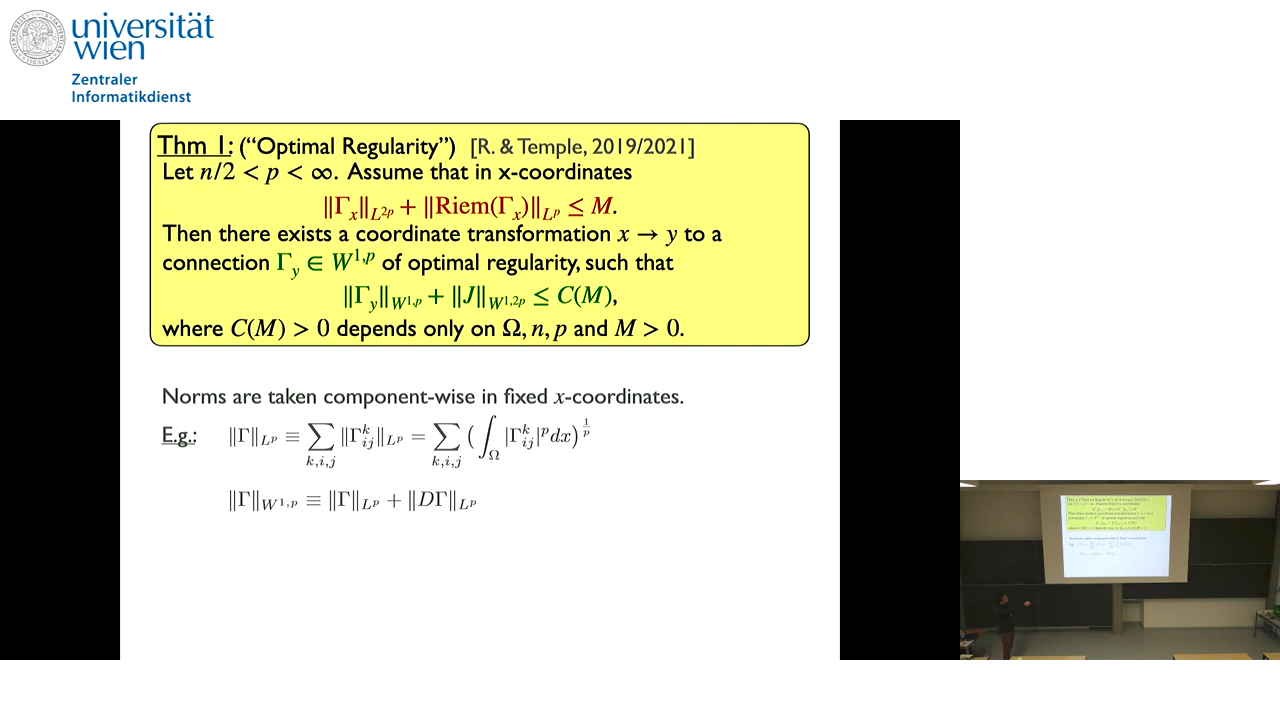 universität
wien
Zentraler
Informatikdienst
Thm 1: (“Optimal Regularity”) [R. & Temple, 2019/2021]
Let n/2 < p < ∞. Assume that in x-coordinates
‖Γ_x‖_{L^{2p}} + ‖Riem(Γ_x)‖_{L^p} ≤ M.
Then there exists a coordinate transformation x → y to a
connection Γ_y ∈ W^{1,p} of optimal regularity, such that
‖Γ_y‖_{W^{1,p}} + ‖J‖_{W^{1,2p}} ≤ C(M),
where C(M) > 0 depends only on Ω, n, p and M > 0.
Norms are taken component-wise in fixed x-coordinates.
E.g.: ‖Γ‖_{L^p} ≡ ∑_{k,i,j} ‖Γ^k_{ij}‖_{L^p} = ∑_{k,i,j} (∫_Ω |Γ^k_{ij}|^p dx)^{1/p}
‖Γ‖_{W^{1,p}} ≡ ‖Γ‖_{L^p} + ‖DΓ‖_{L^p}